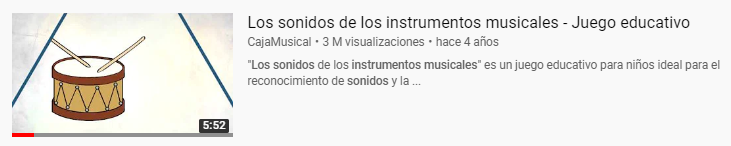 Los sonidos de los instrumentos musicales - Juego educativo
CajaMusical • 3 M visualizaciones • hace 4 años
"Los sonidos de los instrumentos musicales" es un juego educativo para niños ideal para el
reconocimiento de sonidos y la ...
5:52